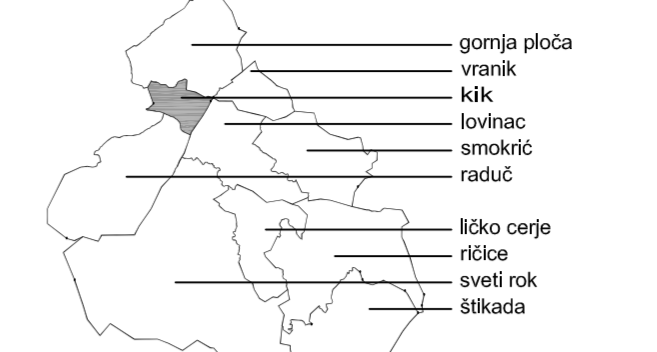 gornja ploča
vranik
kik
lovinac
smokrić
raduč
ličko cerje
ričice
sveti rok
štikada